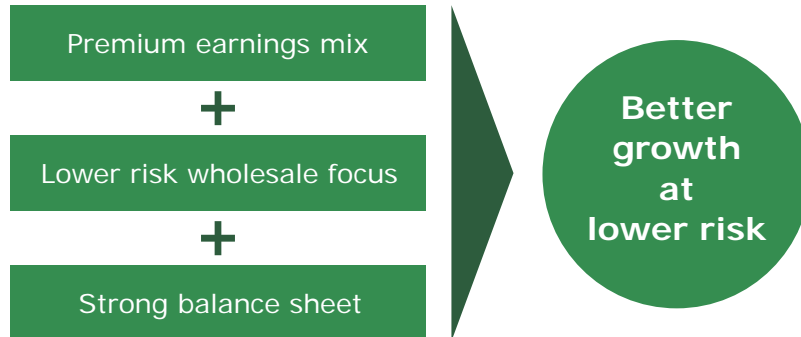 Premium earnings mix
+
Lower risk wholesale focus
+
Strong balance sheet
Better
growth
at
lower risk